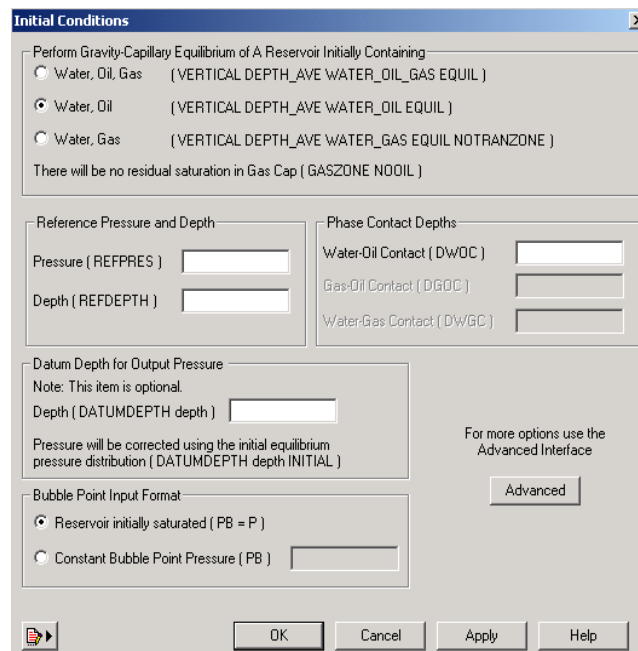 Initial Conditions
Perform Gravity-Capillary Equilibrium of A Reservoir Initially Containing
Water, Oil, Gas ( VERTICAL DEPTH_AVE WATER_OIL_GAS EQUIL )
Water, Oil ( VERTICAL DEPTH_AVE WATER_OIL EQUIL )
Water, Gas ( VERTICAL DEPTH_AVE WATER_GAS EQUIL NOTRANZONE )
There will be no residual saturation in Gas Cap ( GASZONE NOOIL )
Reference Pressure and Depth
Pressure ( REFPRES )
Depth ( REFDEPTH )
Phase Contact Depths
Water-Oil Contact ( DWOC )
Gas-Oil Contact ( DGOC )
Water-Gas Contact ( DWGC )
Datum Depth for Output Pressure
Note: This item is optional.
Depth ( DATUMDEPTH depth )
Pressure will be corrected using the initial equilibrium
pressure distribution ( DATUMDEPTH depth INITIAL )
For more options use the
Advanced Interface
Advanced
Bubble Point Input Format
Reservoir initially saturated ( PB = P )
Constant Bubble Point Pressure ( PB )
OK Cancel Apply Help